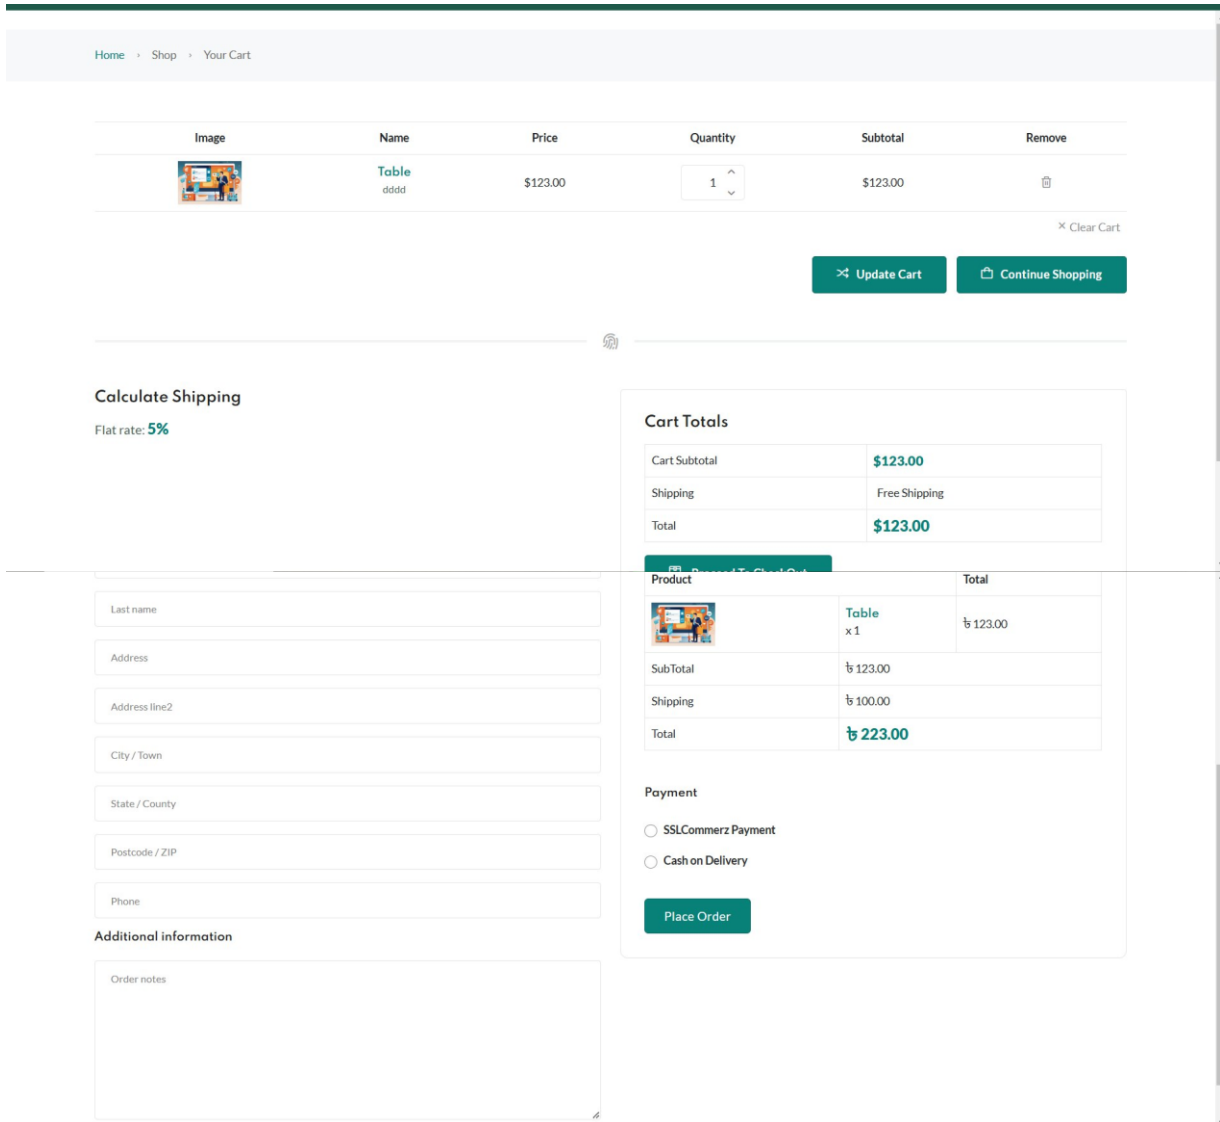 Home › Shop › Your Cart
Image Name Price Quantity Subtotal Remove
Table
dddd
$123.00 1 $123.00
× Clear Cart
Update Cart Continue Shopping
Calculate Shipping
Flat rate: 5%
Cart Totals
Cart Subtotal $123.00
Shipping Free Shipping
Total $123.00
Proceed To CheckOut
Product Total
Table
x 1
৳ 123.00
SubTotal ৳ 123.00
Shipping ৳ 100.00
Total ৳ 223.00
Payment
SSLCommerz Payment
Cash on Delivery
Place Order
Last name
Address
Address line2
City / Town
State / County
Postcode / ZIP
Phone
Additional information
Order notes